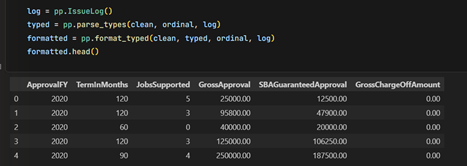 log = pp.IssueLog()
typed = pp.parse_types(clean, ordinal, log)
formatted = pp.format_typed(clean, typed, ordinal, log)
formatted.head()
ApprovalFY TermInMonths JobsSupported GrossApproval SBAGuaranteedApproval GrossChargeOffAmount
0 2020 120 5 25000.00 12500.00 0.00
1 2020 120 3 95800.00 47900.00 0.00
2 2020 60 0 40000.00 20000.00 0.00
3 2020 120 3 125000.00 106250.00 0.00
4 2020 90 4 250000.00 187500.00 0.00